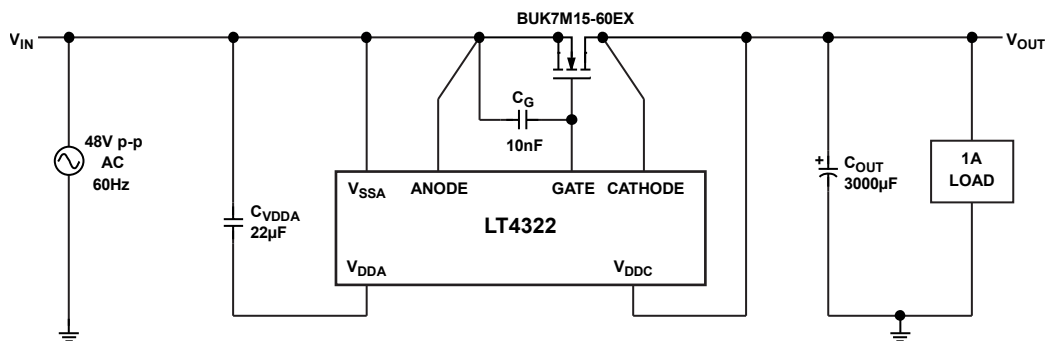 BUK7M15-60EX
VIN
VOUT
CG
10nF
48V p-p
AC
60Hz
CVDDA
22µF
VSSA
ANODE
GATE
CATHODE
LT4322
VDDA
VDDC
+
COUT
3000µF
1A
LOAD